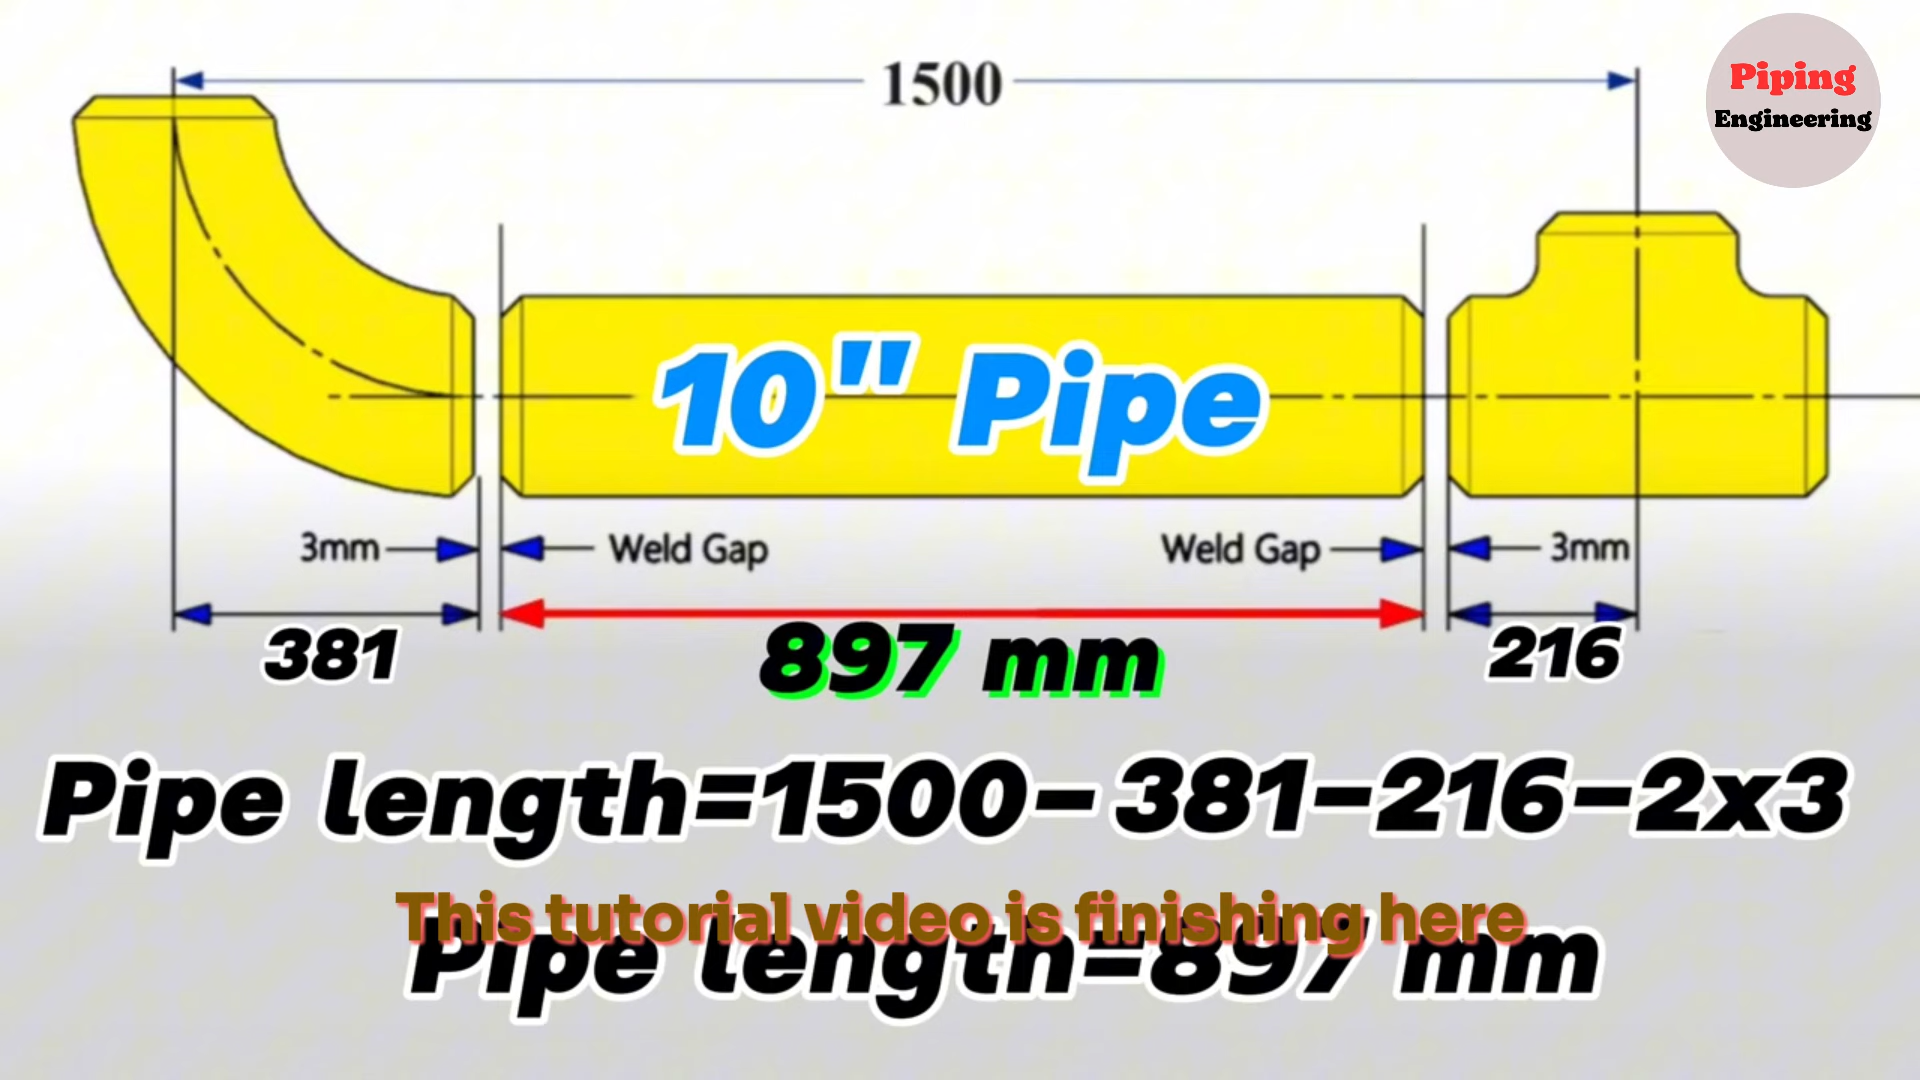 1500
Piping
Engineering
10" Pipe
3mm
Weld Gap
Weld Gap
3mm
381
897 mm
216
Pipe length=1500-381-216-2x3
This tutorial video is finishing here
Pipe length=897 mm